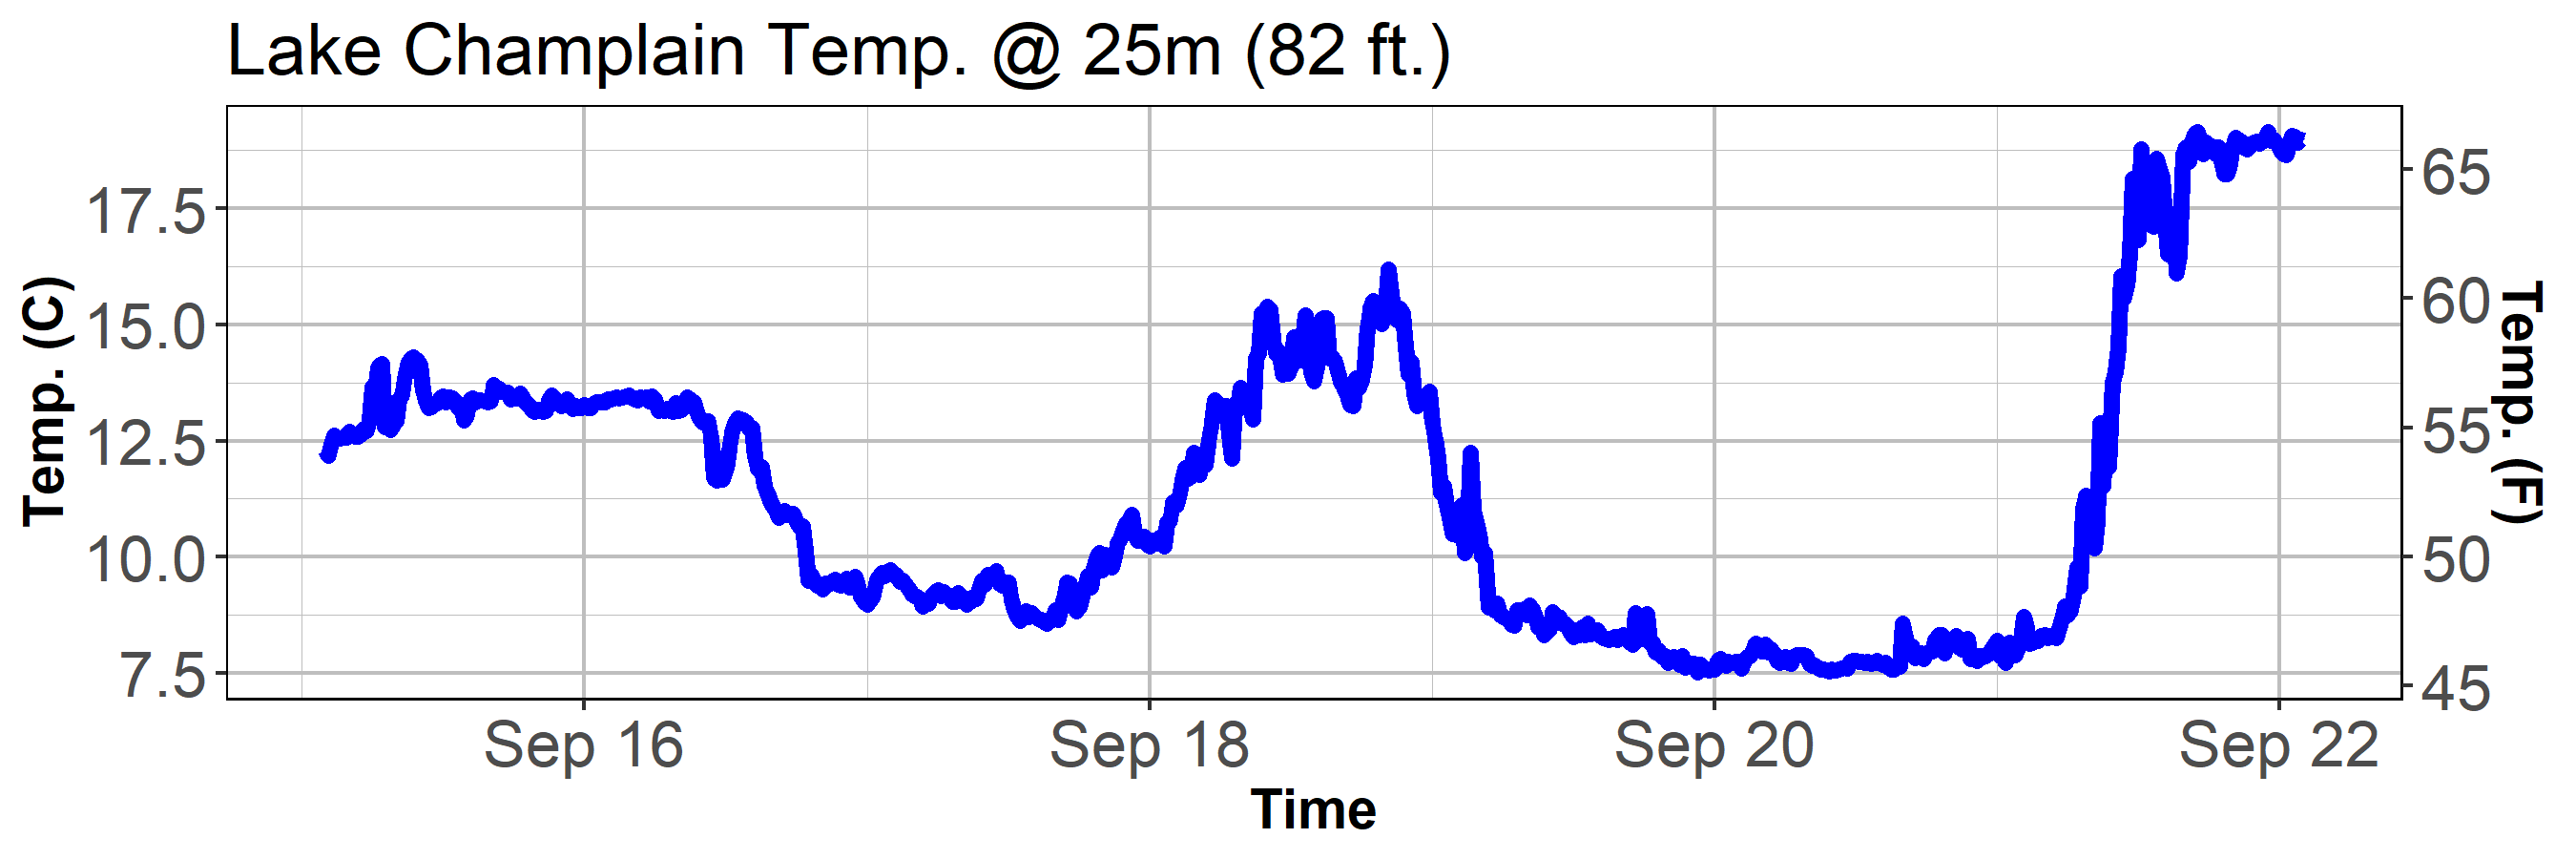 Lake Champlain Temp. @ 25m (82 ft.)
Temp. (C)
17.5
15.0
12.5
10.0
7.5
65
60
55
50
45
Temp. (F)
Sep 16 Sep 18 Sep 20 Sep 22
Time